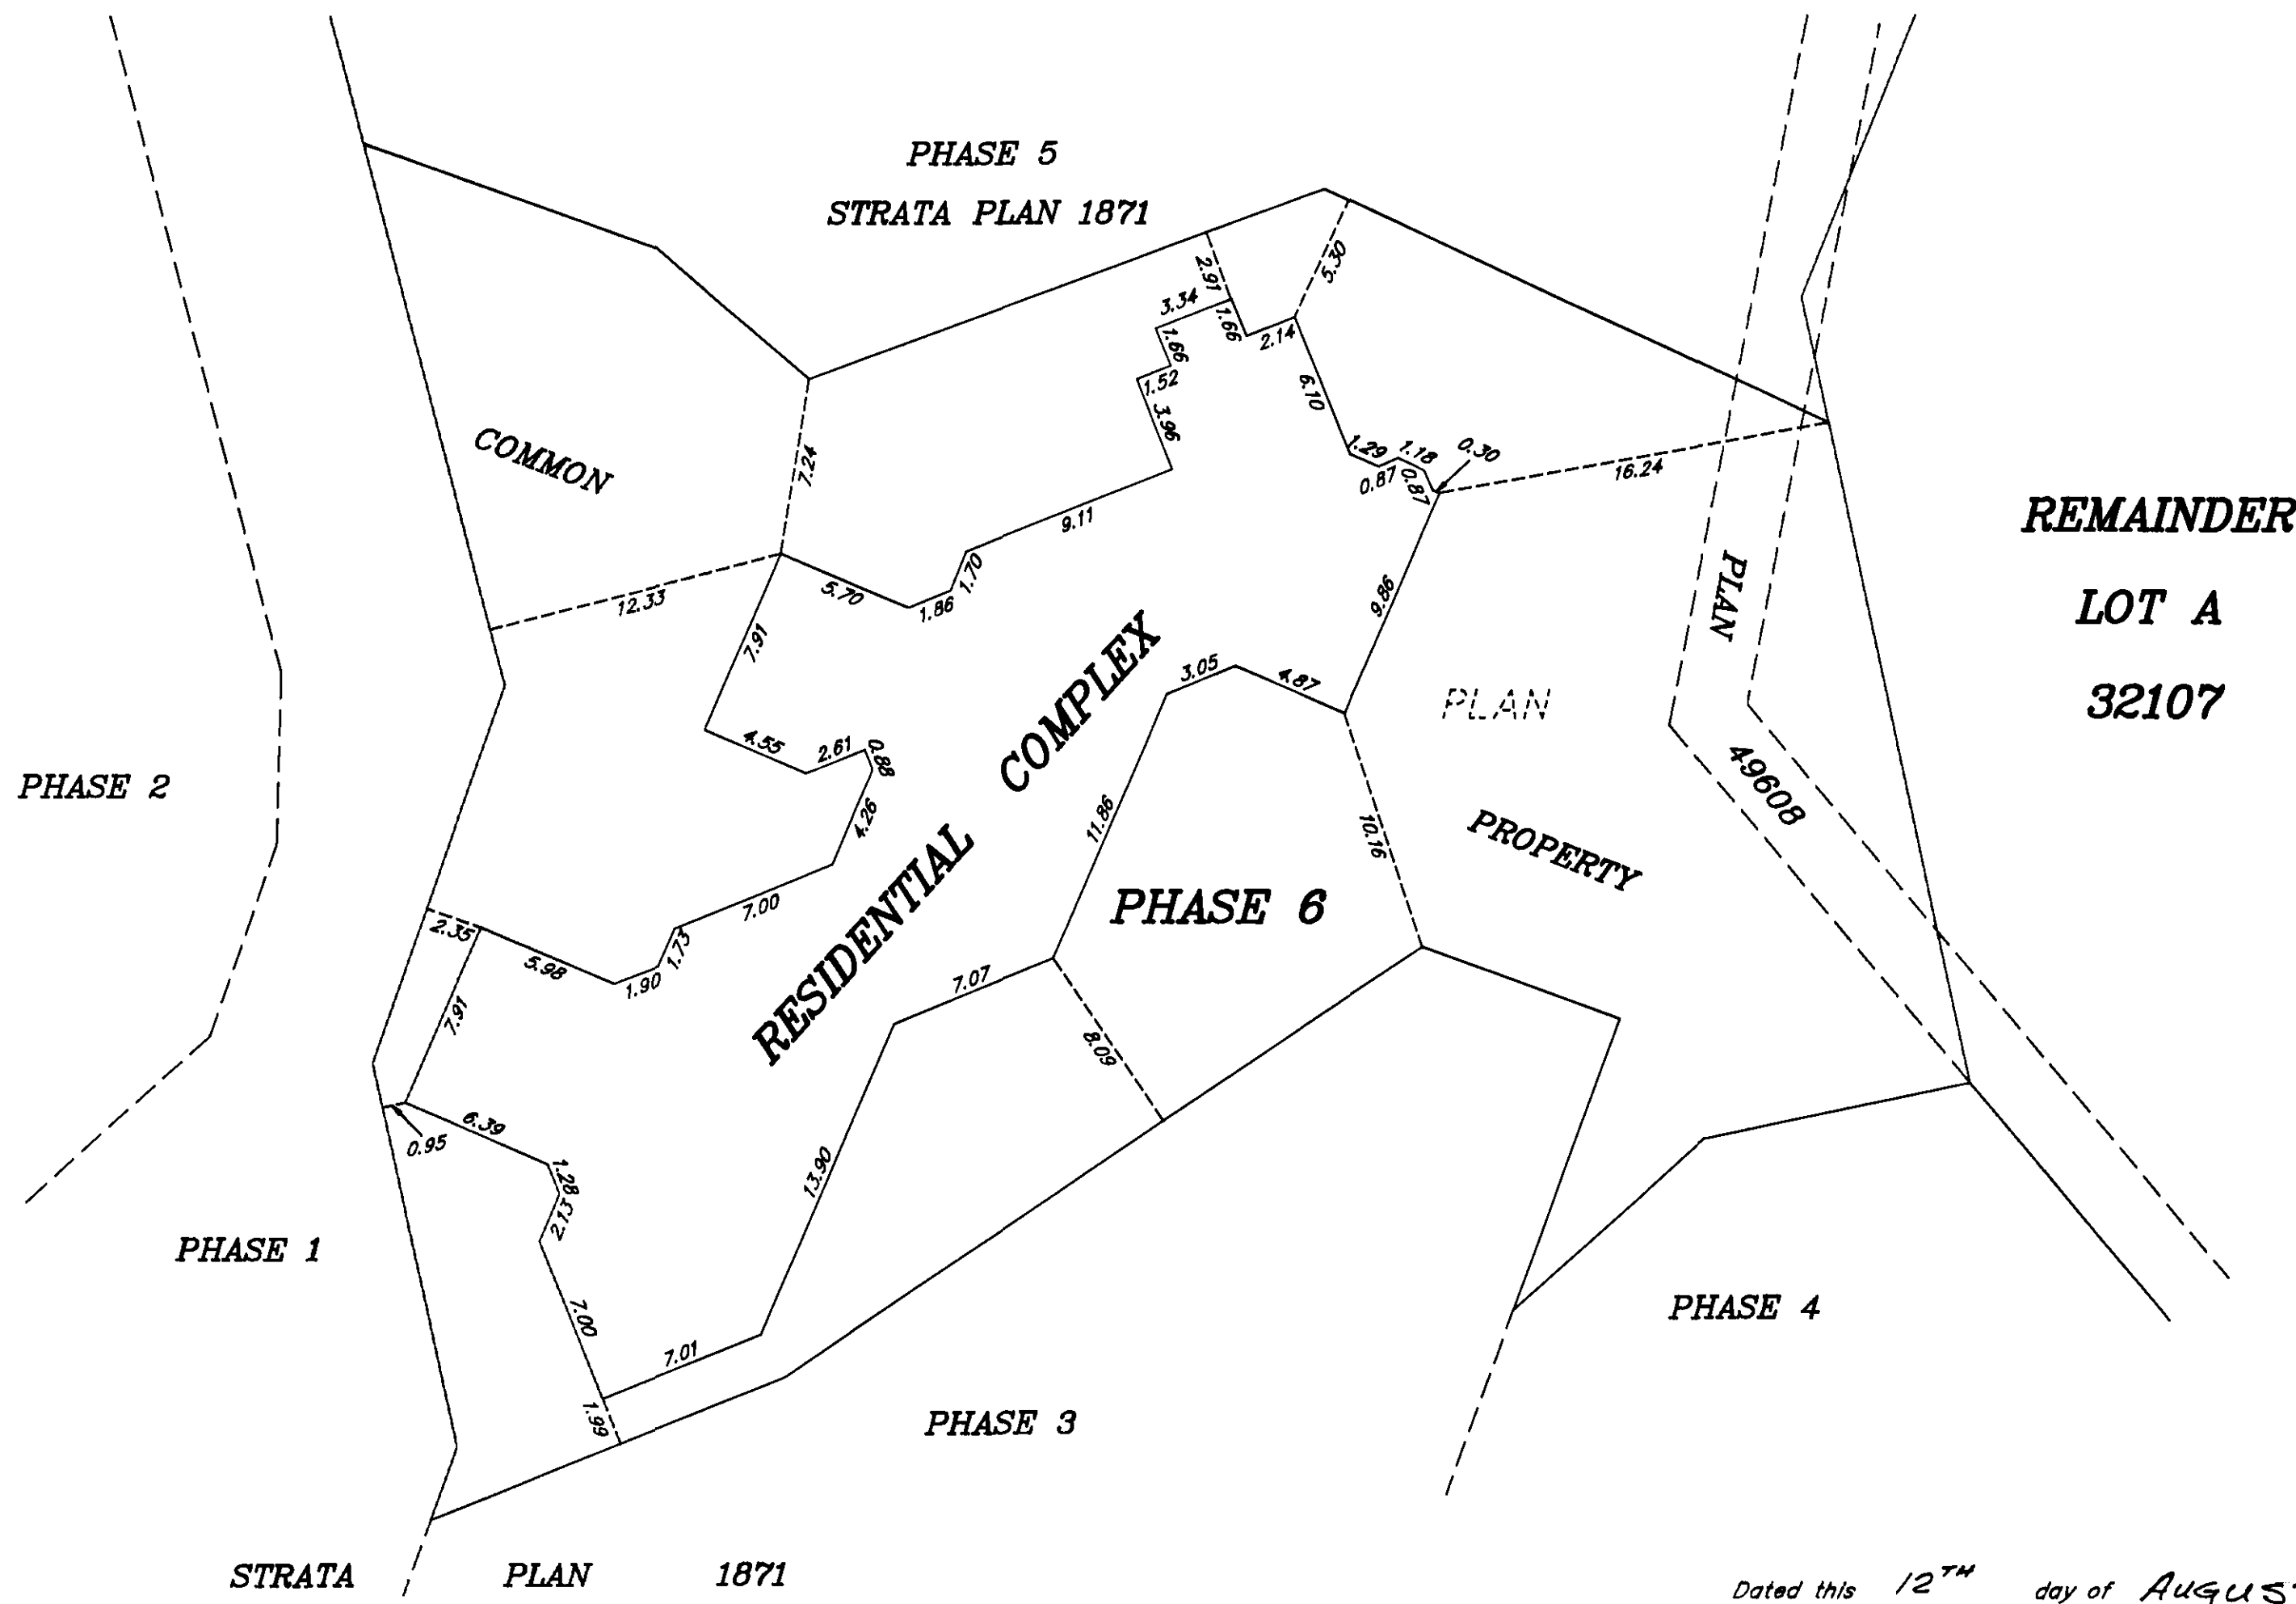 PHASE 5
STRATA PLAN 1871
5.30
2.91
3.34
1.66
1.66
2.14
1.52
6.10
3.96
COMMON
7.24
1.29
1.18
0.30
0.87
0.87
16.24
9.11
REMAINDER
1.70
PLAN
12.33
5.70
1.86
9.86
LOT A
7.91
3.05
4.87
PLAN
32107
COMPLEX
4.55
2.61
0.88
49608
PHASE 2
4.26
11.86
10.16
PROPERTY
RESIDENTIAL
7.00
PHASE 6
2.35
1.73
5.98
1.90
7.07
7.91
8.09
6.39
0.95
1.28
13.90
2.13
PHASE 1
7.00
PHASE 4
7.01
1.99
PHASE 3
STRATA PLAN 1871
Dated this 12TH day of AUGUST